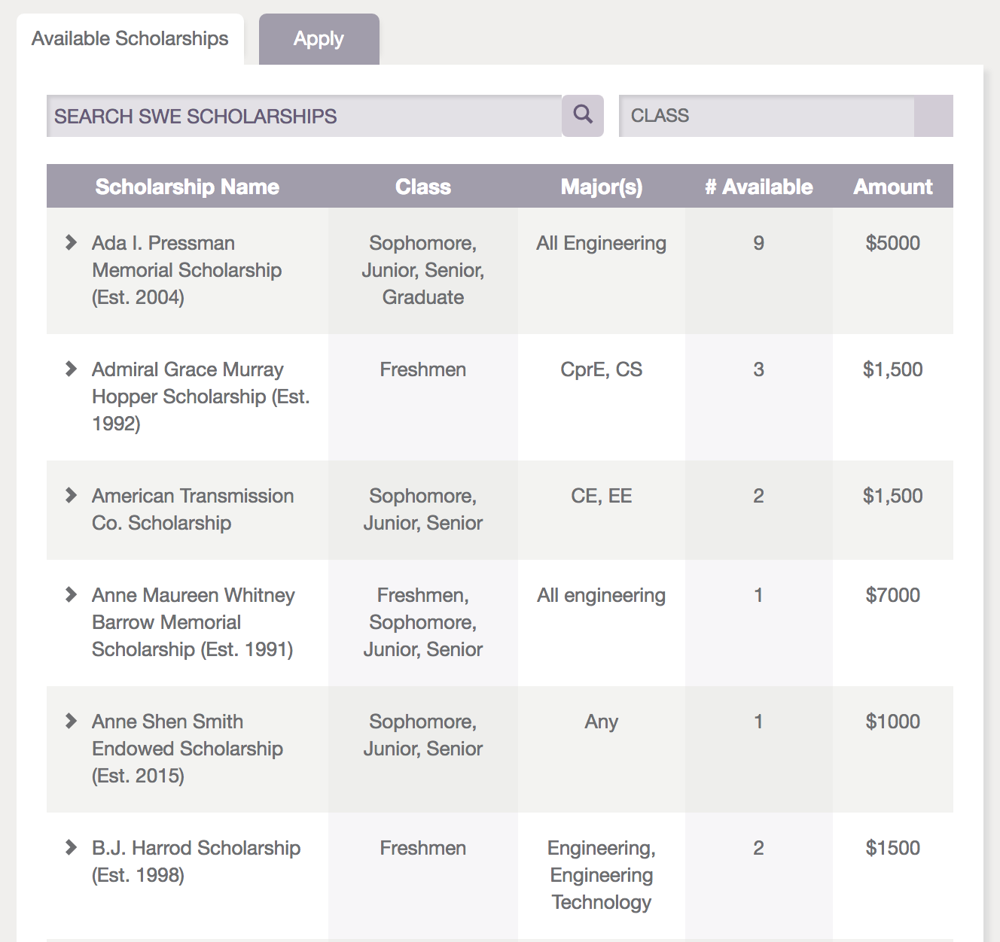 Available Scholarships
Apply
SEARCH SWE SCHOLARSHIPS
CLASS
Scholarship Name Class Major(s) # Available Amount
Ada I. Pressman Sophomore, All Engineering 9 $5000
Memorial Scholarship Junior, Senior,
(Est. 2004) Graduate
Admiral Grace Murray Freshmen CprE, CS 3 $1,500
Hopper Scholarship (Est.
1992)
American Transmission Sophomore, CE, EE 2 $1,500
Co. Scholarship Junior, Senior
Anne Maureen Whitney Freshmen, All engineering 1 $7000
Barrow Memorial Sophomore,
Scholarship (Est. 1991) Junior, Senior
Anne Shen Smith Sophomore, Any 1 $1000
Endowed Scholarship Junior, Senior
(Est. 2015)
B.J. Harrod Scholarship Freshmen Engineering, 2 $1500
(Est. 1998) Engineering
Technology